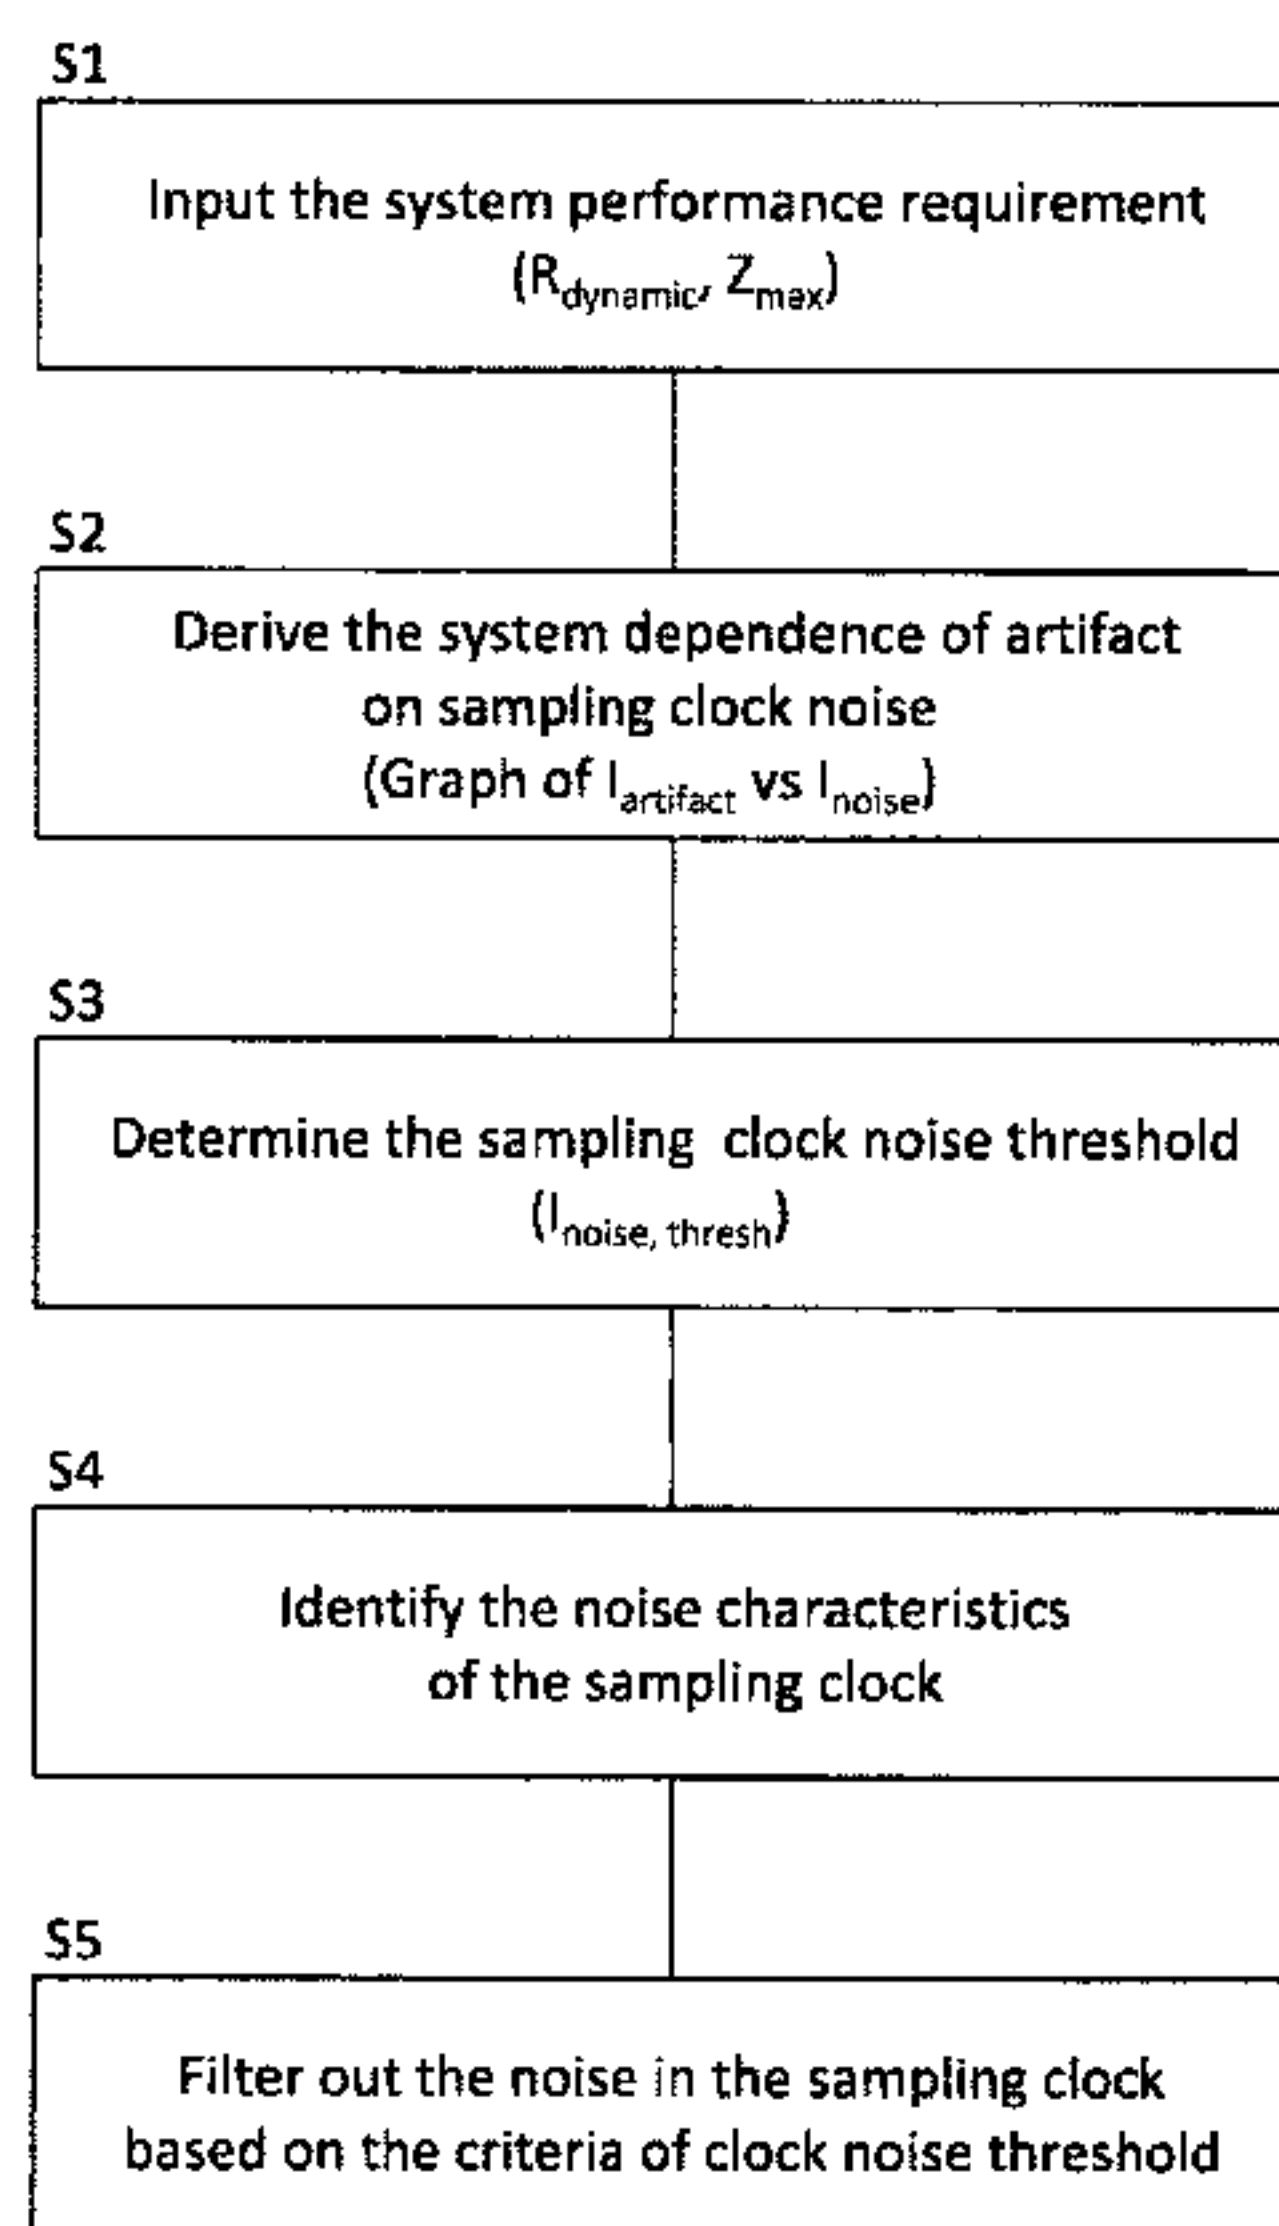 S1
Input the system performance requirement
(Rdynamic, Zmax)
S2
Derive the system dependence of artifact
on sampling clock noise
(Graph of Iartifact vs Inoise)
S3
Determine the sampling clock noise threshold
(Inoise, thresh)
S4
Identify the noise characteristics
of the sampling clock
S5
Filter out the noise in the sampling clock
based on the criteria of clock noise threshold